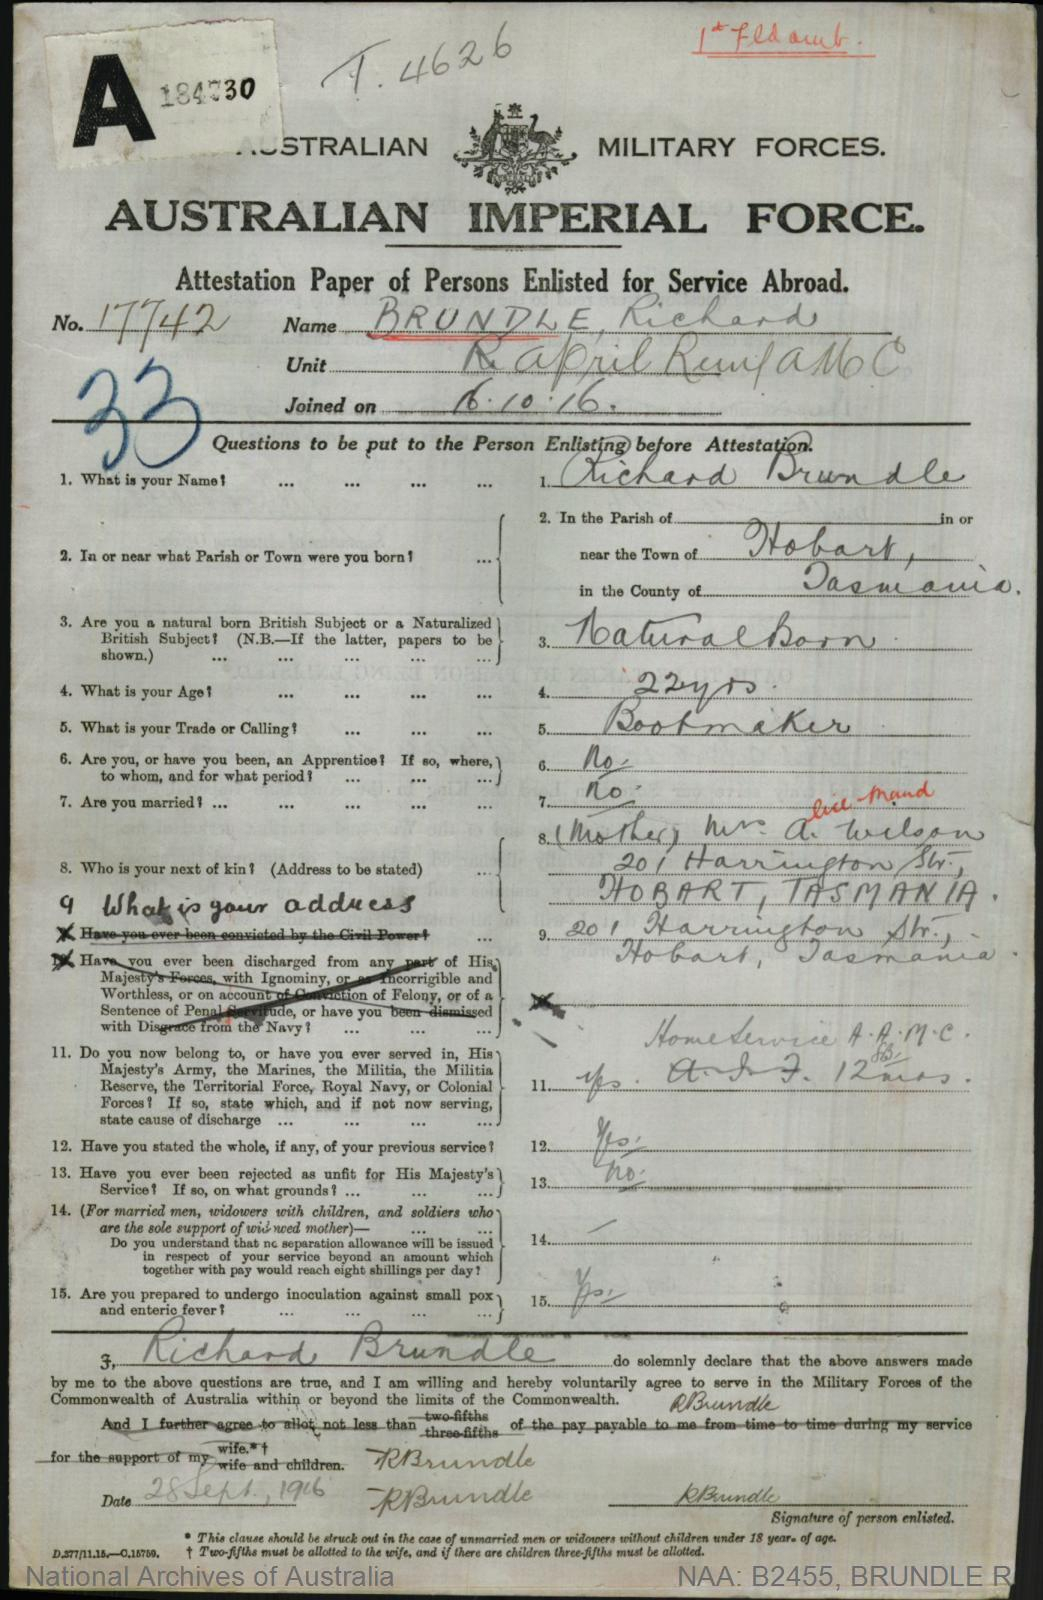 1st Fld amb.
T. 4626
A 184730
AUSTRALIAN MILITARY FORCES.
AUSTRALIA
AUSTRALIAN IMPERIAL FORCE.
Attestation Paper of Persons Enlisted for Service Abroad.
No. 17742 Name BRUNDLE, Richard
Unit R. April Reinf AMC
33 Joined on 16.10.16.
Questions to be put to the Person Enlisting before Attestation.
1. What is your Name? ... ... ... ... 1. Richard Brundle
2. In or near what Parish or Town were you born? ... 2. In the Parish of in or
near the Town of Hobart,
in the County of Tasmania.
3. Are you a natural born British Subject or a Naturalized
British Subject? (N.B.—If the latter, papers to be
shown.) ... ... ... ... ... 3. Natural Born
4. What is your Age? ... ... ... ... 4. 22 yrs.
5. What is your Trade or Calling? ... ... ... 5. Bootmaker
6. Are you, or have you been, an Apprentice? If so, where,
to whom, and for what period? ... ... ... 6. No.
7. Are you married? ... ... ... ... ... 7. No.
8. Who is your next of kin? (Address to be stated) ... 8. (Mother) Mrs. A. Wilson
201 Harrington Str.,
HOBART, TASMANIA.
9 What is your address
X Have you ever been convicted by the Civil Power? ... 9. 201 Harrington Str.,
Hobart, Tasmania.
Have you ever been discharged from any part of His
Majesty's Forces, with Ignominy, or as Incorrigible and
Worthless, or on account of Conviction of Felony, or of a
Sentence of Penal Servitude, or have you been dismissed
with Disgrace from the Navy? ... ... ...
Home Service A.A.M.C.
11. Do you now belong to, or have you ever served in, His
Majesty's Army, the Marines, the Militia, the Militia
Reserve, the Territorial Force, Royal Navy, or Colonial
Forces? If so, state which, and if not now serving,
state cause of discharge ... ... ... ... 11. Yes. A.I.F. 12 mos.
12. Have you stated the whole, if any, of your previous service? 12. Yes.
13. Have you ever been rejected as unfit for His Majesty's
Service? If so, on what grounds? ... ... ... 13. No.
14. (For married men, widowers with children, and soldiers who
are the sole support of widowed mother)— ... ...
Do you understand that no separation allowance will be issued
in respect of your service beyond an amount which
together with pay would reach eight shillings per day? 14. —
15. Are you prepared to undergo inoculation against small pox
and enteric fever? ... ... ... ... 15. Yes.
I, Richard Brundle do solemnly declare that the above answers made
by me to the above questions are true, and I am willing and hereby voluntarily agree to serve in the Military Forces of the
Commonwealth of Australia within or beyond the limits of the Commonwealth. RBrundle
And I further agree to allot not less than two-fifths three-fifths of the pay payable to me from time to time during my service
for the support of my wife.*† wife and children. RBrundle
Date 28 Sept., 1916 RBrundle RBrundle
Signature of person enlisted.
* This clause should be struck out in the case of unmarried men or widowers without children under 18 years of age.
D.277/11.15.—C.15759. † Two-fifths must be allotted to the wife, and if there are children three-fifths must be allotted.
National Archives of Australia NAA: B2455, BRUNDLE R